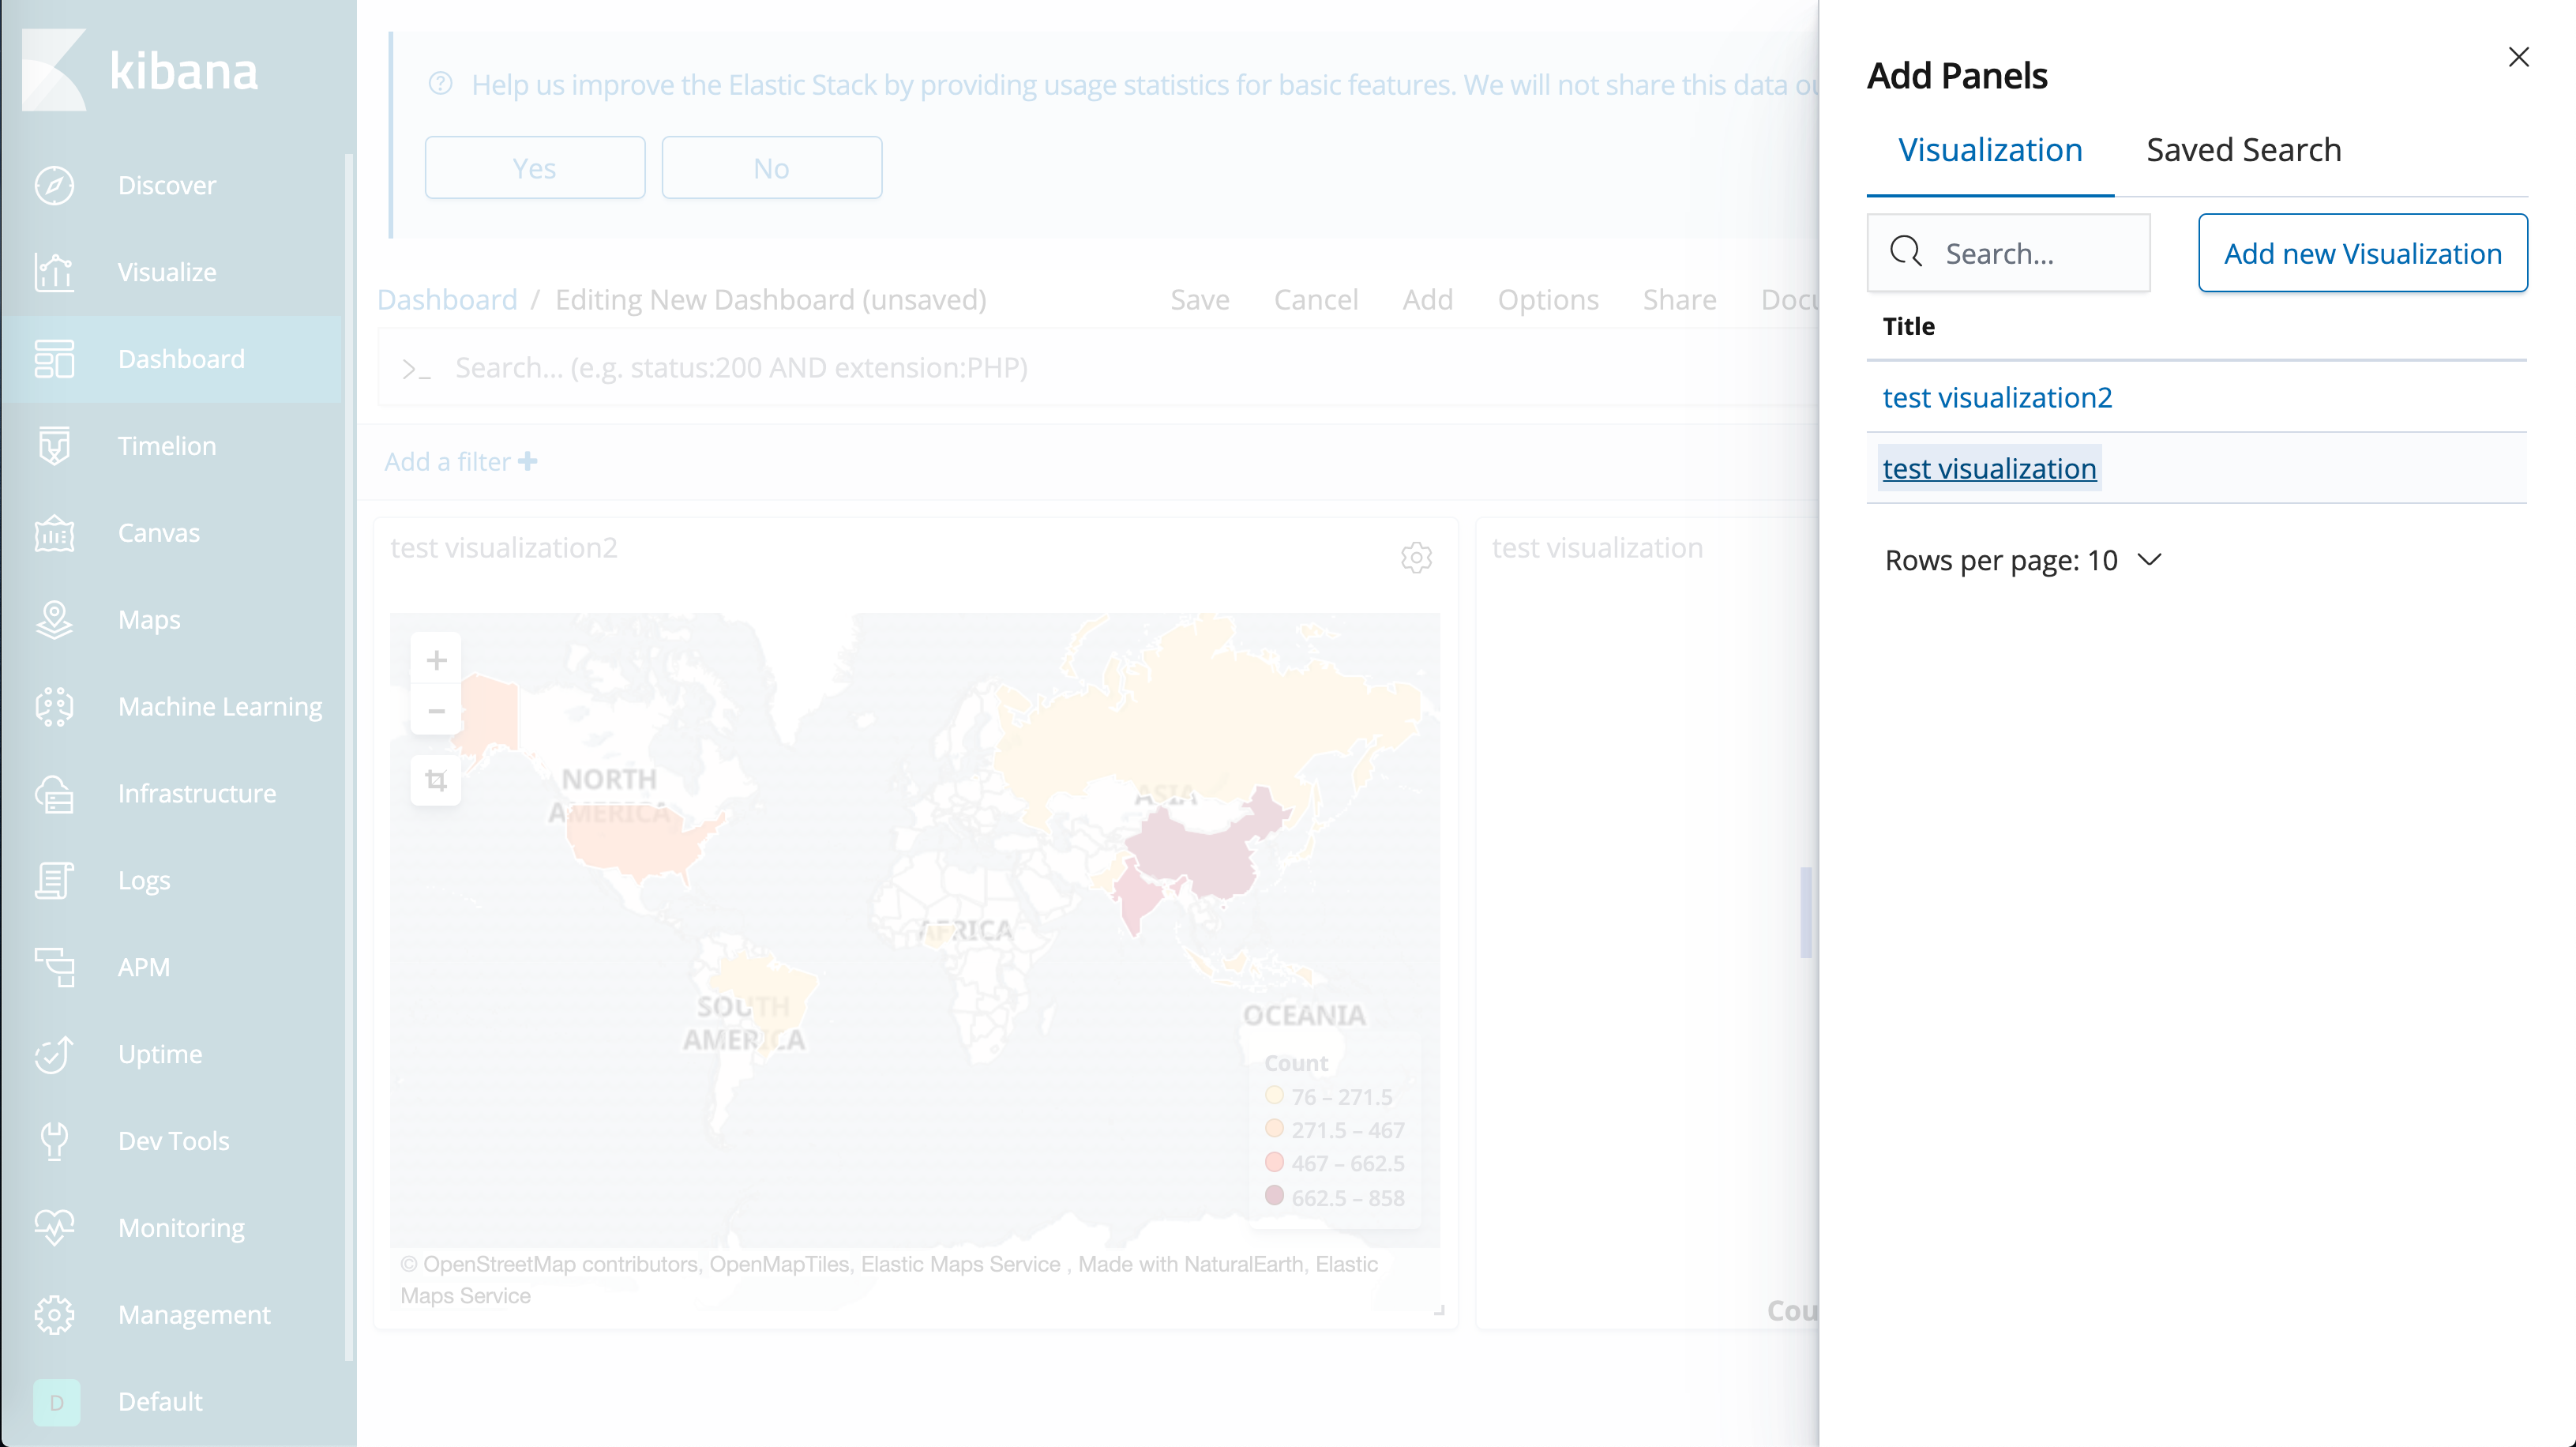 kibana
Discover
Visualize
Dashboard
Timelion
Canvas
Maps
Machine Learning
Infrastructure
Logs
APM
Uptime
Dev Tools
Monitoring
Management
D Default
Help us improve the Elastic Stack by providing usage statistics for basic features. We will not share this data
Yes No
Dashboard / Editing New Dashboard (unsaved) Save Cancel Add Options Share
>_ Search... (e.g. status:200 AND extension:PHP)
Add a filter +
test visualization2
NORTH
AMERICA
ASIA
AFRICA
SOUTH
AMERICA
OCEANIA
Count
76 – 271.5
271.5 – 467
467 – 662.5
662.5 – 858
© OpenStreetMap contributors, OpenMapTiles, Elastic Maps Service , Made with NaturalEarth, Elastic
Maps Service
test visualization
Add Panels
Visualization Saved Search
Search... Add new Visualization
Title
test visualization2
test visualization
Rows per page: 10